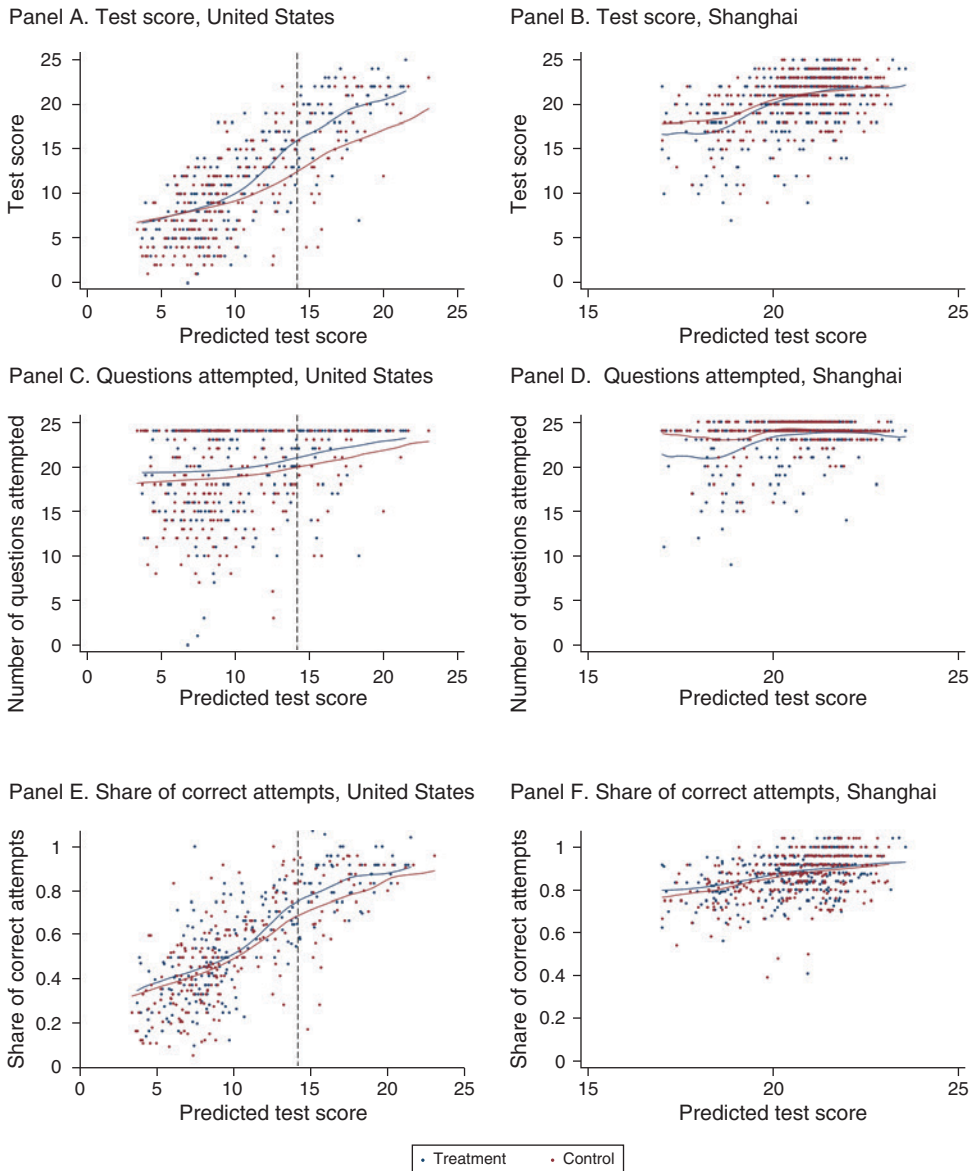 Panel A. Test score, United States
Test score
25
20
15
10
5
0
0 5 10 15 20 25
Predicted test score
Panel B. Test score, Shanghai
Test score
25
20
15
10
5
0
15 20 25
Predicted test score
Panel C. Questions attempted, United States
Number of questions attempted
25
20
15
10
5
0
0 5 10 15 20 25
Predicted test score
Panel D. Questions attempted, Shanghai
Number of questions attempted
25
20
15
10
5
0
15 20 25
Predicted test score
Panel E. Share of correct attempts, United States
Share of correct attempts
1
0.8
0.6
0.4
0.2
0
0 5 10 15 20 25
Predicted test score
Panel F. Share of correct attempts, Shanghai
Share of correct attempts
1
0.8
0.6
0.4
0.2
0
15 20 25
Predicted test score
Treatment Control